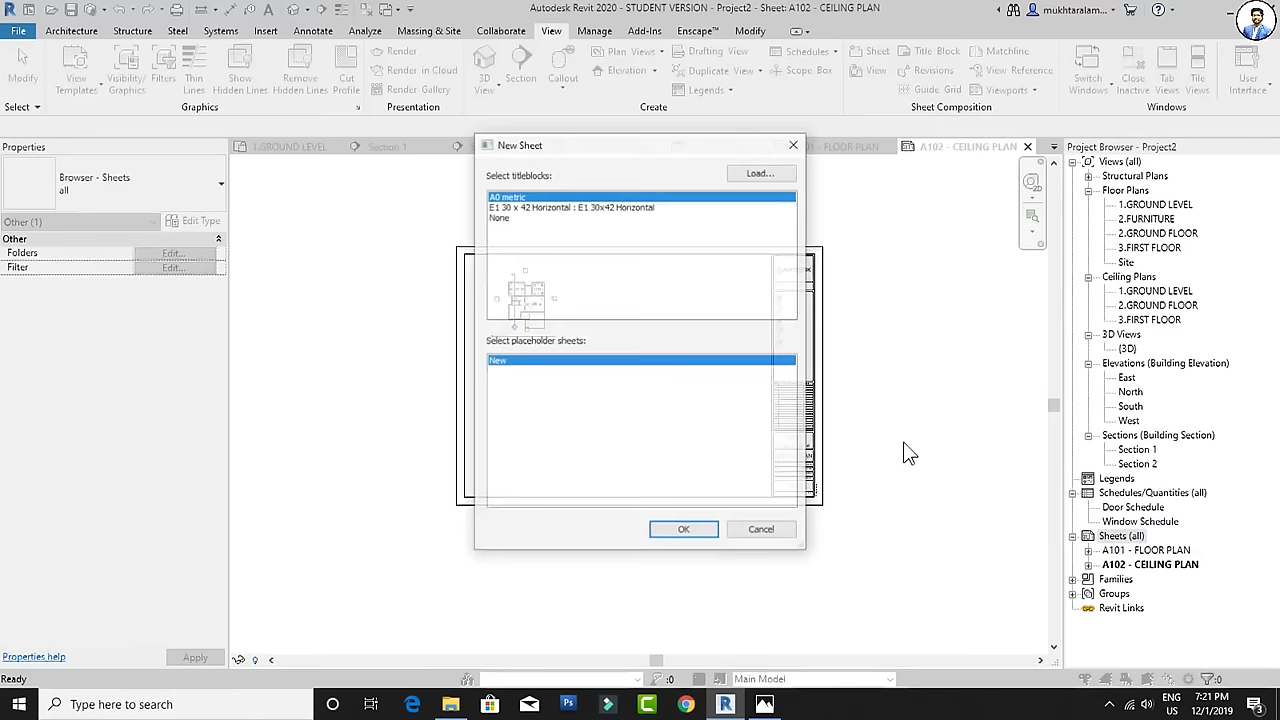 Autodesk Revit 2020 - STUDENT VERSION - Project2 - Sheet: A102 - CEILING PLAN
mukhtaralam...
File Architecture Structure Steel Systems Insert Annotate Analyze Massing & Site Collaborate View Manage Add-Ins Enscape™ Modify
Modify
View Templates
Visibility/ Graphics
Filters
Thin Lines
Show Hidden Lines
Remove Hidden Lines
Cut Profile
Render
Render in Cloud
Render Gallery
3D View
Section
Callout
Plan Views
Elevation
Drafting View
Duplicate View
Legends
Schedules
Scope Box
Sheet
View
Title Block
Revisions
Guide Grid
Matchline
View Reference
Viewports
Switch Windows
Close Inactive
Tab Views
Tile Views
User Interface
Select Graphics Presentation Create Sheet Composition Windows
Properties
Browser - Sheets
all
Other (1) Edit Type
Other
Folders Edit...
Filter Edit...
Properties help Apply
1.GROUND LEVEL Section 1 FLOOR PLAN A102 - CEILING PLAN
New Sheet
Select titleblocks: Load...
A0 metric
E1 30 x 42 Horizontal : E1 30x42 Horizontal
None
Select placeholder sheets:
New
OK Cancel
Project Browser - Project2
Views (all)
Structural Plans
Floor Plans
1.GROUND LEVEL
2.FURNITURE
2.GROUND FLOOR
3.FIRST FLOOR
Site
Ceiling Plans
1.GROUND LEVEL
2.GROUND FLOOR
3.FIRST FLOOR
3D Views
{3D}
Elevations (Building Elevation)
East
North
South
West
Sections (Building Section)
Section 1
Section 2
Legends
Schedules/Quantities (all)
Door Schedule
Window Schedule
Sheets (all)
A101 - FLOOR PLAN
A102 - CEILING PLAN
Families
Groups
Revit Links
Ready :0 Main Model :0
Type here to search
ENG
US
7:21 PM
12/1/2019
3